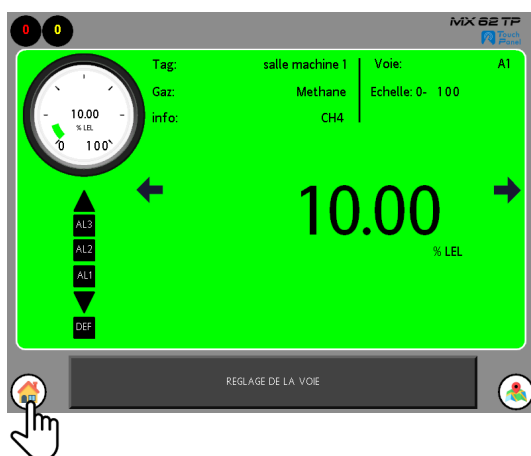 0 0 MX 62 TP
Touch Panel
Tag: salle machine 1 Voie: A1
Gaz: Methane Echelle: 0- 100
info: CH4
10.00
% LEL
0 100
10.00
% LEL
AL3
AL2
AL1
DEF
REGLAGE DE LA VOIE